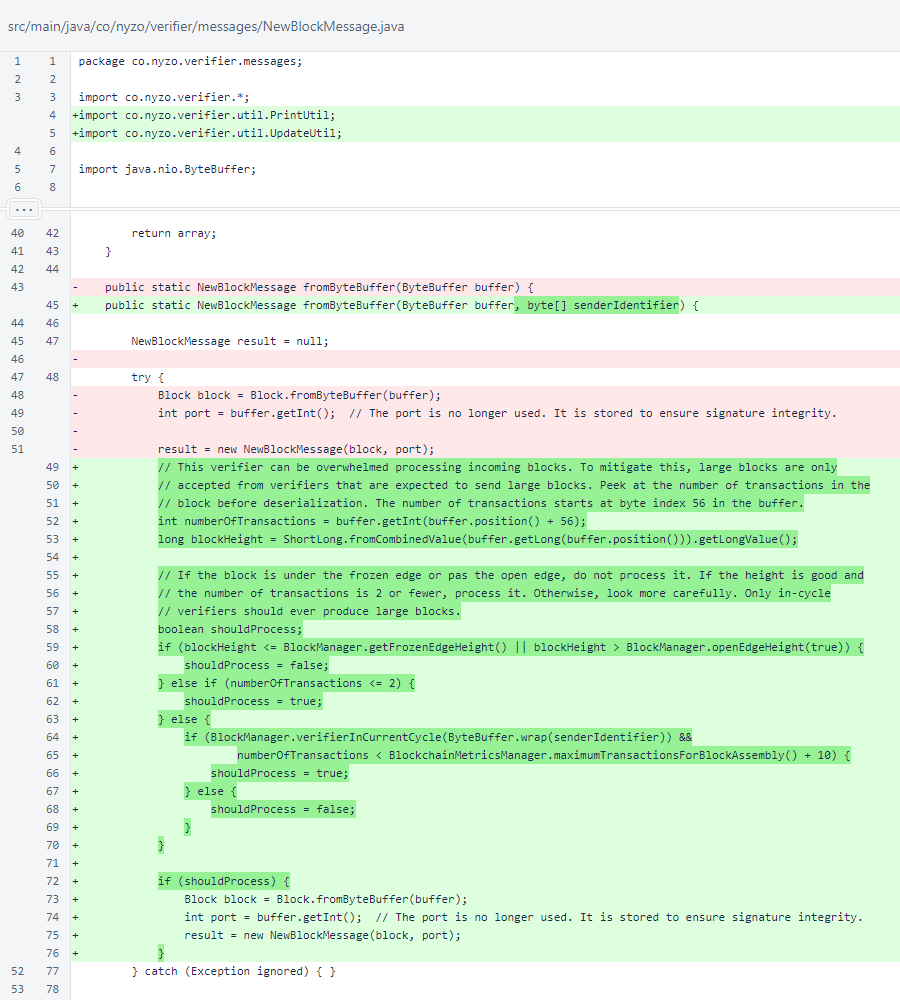 src/main/java/co/nyzo/verifier/messages/NewBlockMessage.java
1 1 package co.nyzo.verifier.messages;
2 2
3 3 import co.nyzo.verifier.*;
4 +import co.nyzo.verifier.util.PrintUtil;
5 +import co.nyzo.verifier.util.UpdateUtil;
4 6
5 7 import java.nio.ByteBuffer;
6 8
...
40 42 return array;
41 43 }
42 44
43 - public static NewBlockMessage fromByteBuffer(ByteBuffer buffer) {
45 + public static NewBlockMessage fromByteBuffer(ByteBuffer buffer, byte[] senderIdentifier) {
44 46
45 47 NewBlockMessage result = null;
46 -
47 48 try {
48 - Block block = Block.fromByteBuffer(buffer);
49 - int port = buffer.getInt(); // The port is no longer used. It is stored to ensure signature integrity.
50 -
51 - result = new NewBlockMessage(block, port);
49 + // This verifier can be overwhelmed processing incoming blocks. To mitigate this, large blocks are only
50 + // accepted from verifiers that are expected to send large blocks. Peek at the number of transactions in the
51 + // block before deserialization. The number of transactions starts at byte index 56 in the buffer.
52 + int numberOfTransactions = buffer.getInt(buffer.position() + 56);
53 + long blockHeight = ShortLong.fromCombinedValue(buffer.getLong(buffer.position())).getLongValue();
54 +
55 + // If the block is under the frozen edge or pas the open edge, do not process it. If the height is good and
56 + // the number of transactions is 2 or fewer, process it. Otherwise, look more carefully. Only in-cycle
57 + // verifiers should ever produce large blocks.
58 + boolean shouldProcess;
59 + if (blockHeight <= BlockManager.getFrozenEdgeHeight() || blockHeight > BlockManager.openEdgeHeight(true)) {
60 + shouldProcess = false;
61 + } else if (numberOfTransactions <= 2) {
62 + shouldProcess = true;
63 + } else {
64 + if (BlockManager.verifierInCurrentCycle(ByteBuffer.wrap(senderIdentifier)) &&
65 + numberOfTransactions < BlockchainMetricsManager.maximumTransactionsForBlockAssembly() + 10) {
66 + shouldProcess = true;
67 + } else {
68 + shouldProcess = false;
69 + }
70 + }
71 +
72 + if (shouldProcess) {
73 + Block block = Block.fromByteBuffer(buffer);
74 + int port = buffer.getInt(); // The port is no longer used. It is stored to ensure signature integrity.
75 + result = new NewBlockMessage(block, port);
76 + }
52 77 } catch (Exception ignored) { }
53 78